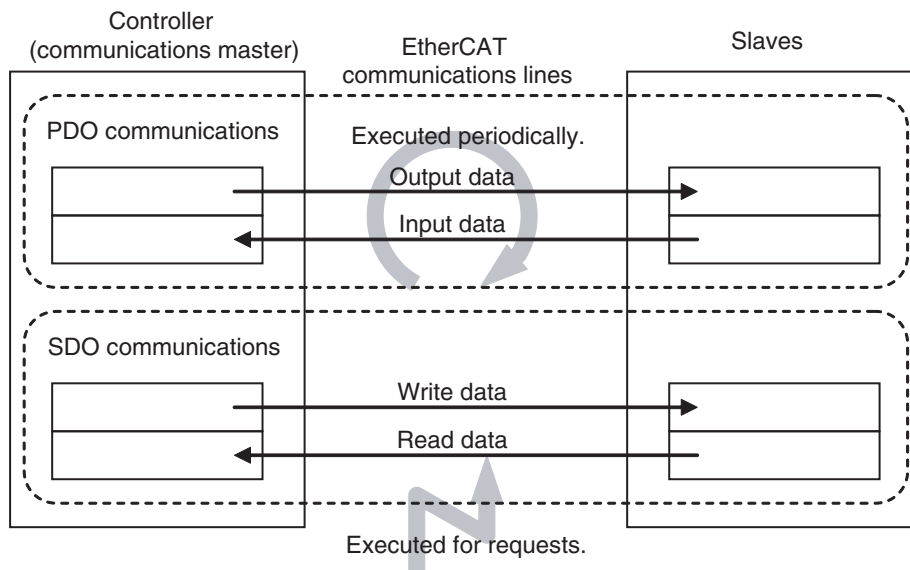 Controller
(communications master)
EtherCAT
communications lines
Slaves
PDO communications
Executed periodically.
Output data
Input data
SDO communications
Write data
Read data
Executed for requests.